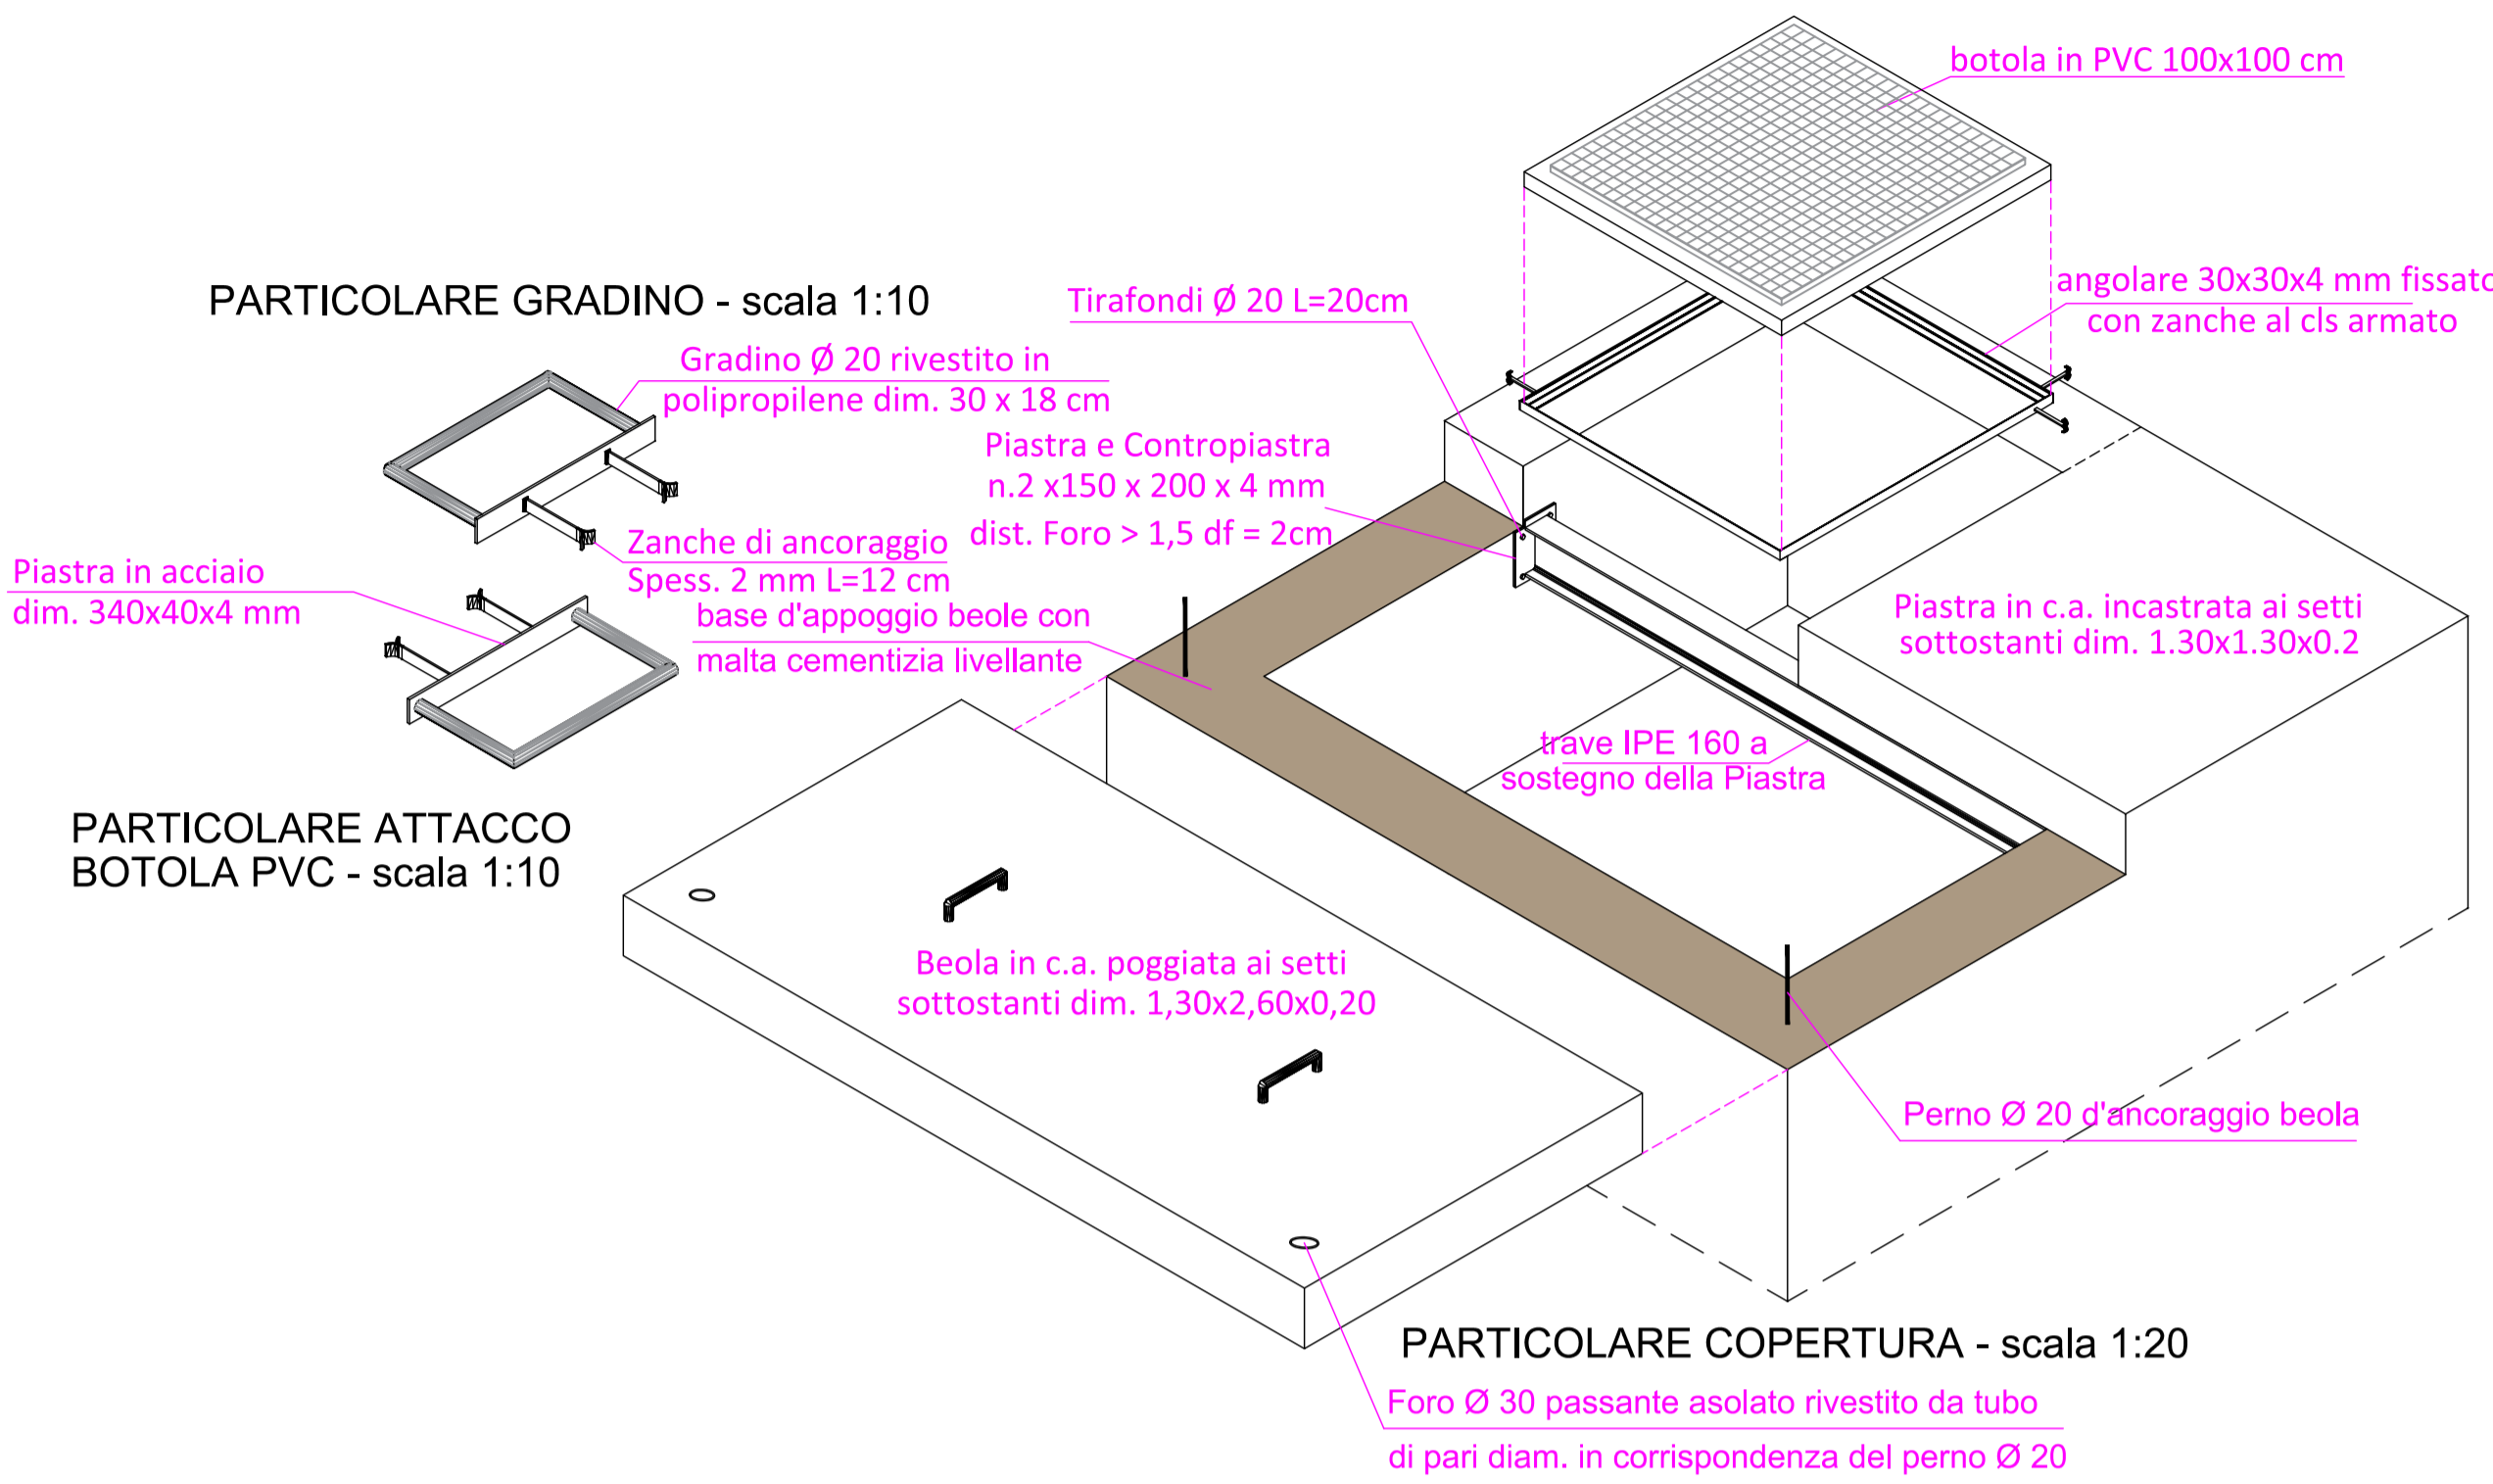 botola in PVC 100x100 cm
angolare 30x30x4 mm fissato
con zanche al cls armato
PARTICOLARE GRADINO - scala 1:10
Tirafondi Ø 20 L=20cm
Gradino Ø 20 rivestito in
polipropilene dim. 30 x 18 cm
Piastra e Contropiastra
n.2 x150 x 200 x 4 mm
dist. Foro > 1,5 df = 2cm
Zanche di ancoraggio
Spess. 2 mm L=12 cm
Piastra in acciaio
dim. 340x40x4 mm
base d'appoggio beole con
malta cementizia livellante
Piastra in c.a. incastrata ai setti
sottostanti dim. 1.30x1.30x0.2
trave IPE 160 a
sostegno della Piastra
PARTICOLARE ATTACCO
BOTOLA PVC - scala 1:10
Beola in c.a. poggiata ai setti
sottostanti dim. 1,30x2,60x0,20
Perno Ø 20 d'ancoraggio beola
PARTICOLARE COPERTURA - scala 1:20
Foro Ø 30 passante asolato rivestito da tubo
di pari diam. in corrispondenza del perno Ø 20